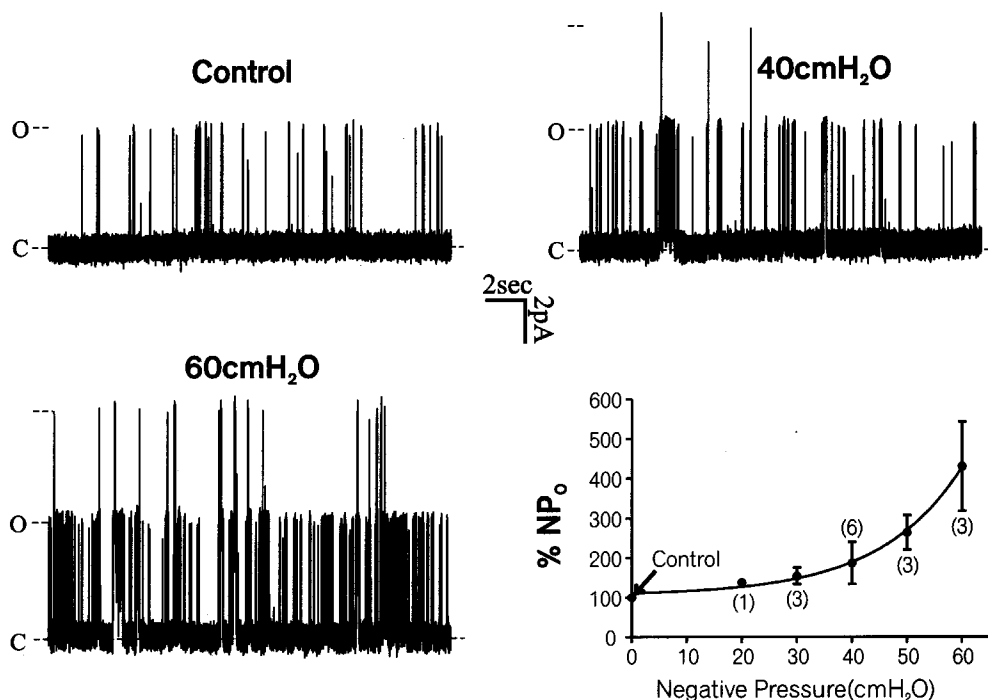 Control
O
C
40cmH₂O
O
C
2sec
2pA
60cmH₂O
O
C
% NPo
600
500
400
300
200
100
0
Control
(1)
(3)
(6)
(3)
(3)
0 10 20 30 40 50 60
Negative Pressure(cmH₂O)